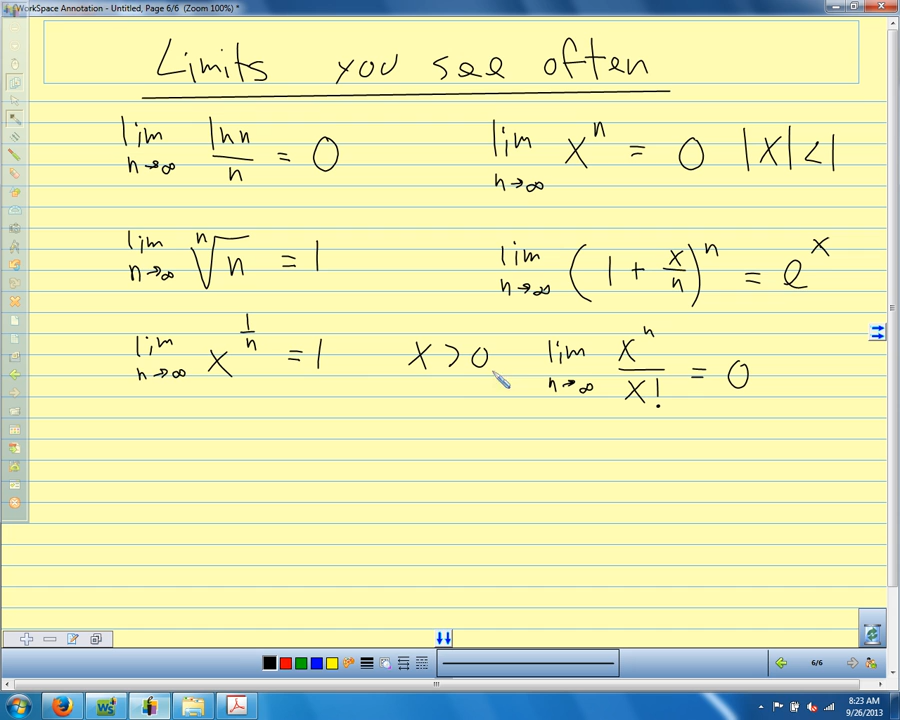 WorkSpace Annotation - Untitled, Page 6/6 (Zoom 100%) *
Limits you see often
lim n→∞ ln n / n = 0    lim n→∞ x^n = 0 |x| < 1
lim n→∞ ⁿ√n = 1    lim n→∞ (1 + x/n)^n = e^x
lim n→∞ x^(1/n) = 1    x > 0    lim n→∞ x^n / x! = 0
6/6
8:23 AM
9/26/2013